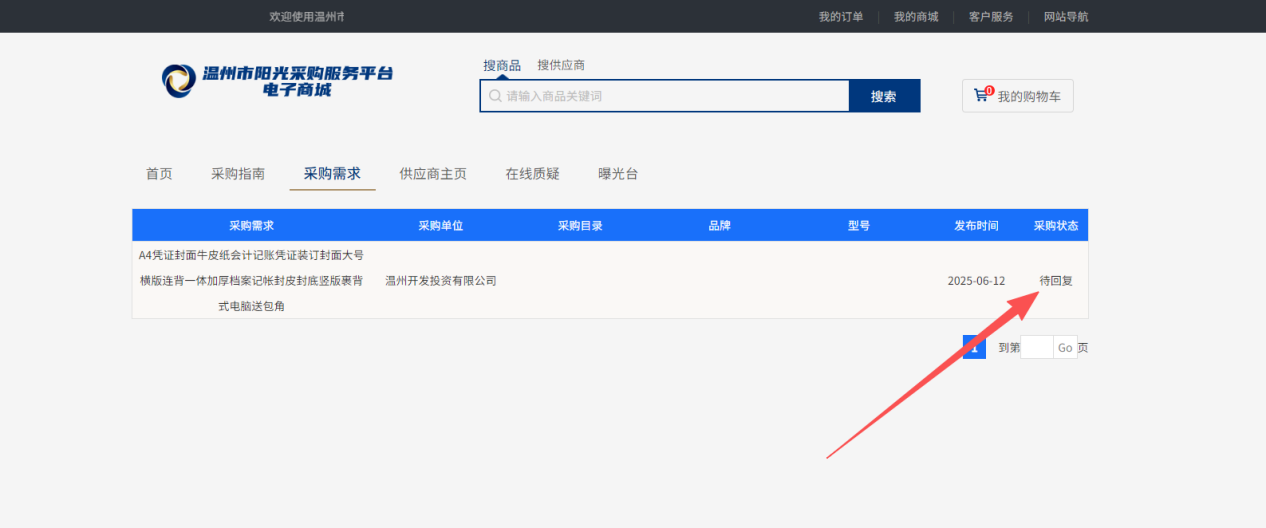 欢迎使用温州市
我的订单 我的商城 客户服务 网站导航
温州市阳光采购服务平台
电子商城
搜商品 搜供应商
请输入商品关键词
搜索
0 我的购物车
首页 采购指南 采购需求 供应商主页 在线质疑 曝光台
采购需求 采购单位 采购目录 品牌 型号 发布时间 采购状态
A4凭证封面牛皮纸会计记账凭证装订封面大号
横版连背一体加厚档案记帐封皮封底竖版裹背
式电脑送包角
温州开发投资有限公司 2025-06-12 待回复
1 到第 Go 页